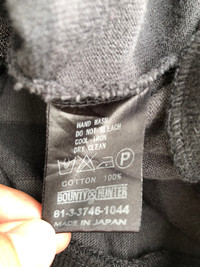 HAND WASH
DO NOT BLEACH
COOL IRON
DRY CLEAN
P
COTTON 100%
BOUNTY HUNTER
81-3-3746-1044
MADE IN JAPAN